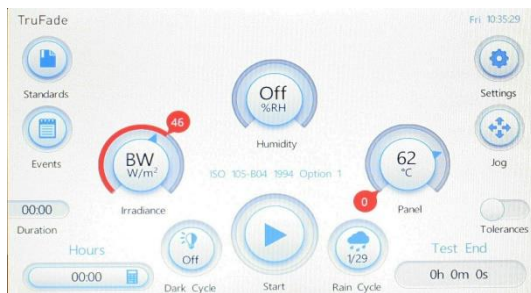 TruFade
Fri 10:35:29
Standards
Off
%RH
Humidity
Settings
46
Events
BW
W/m²
Irradiance
ISO 105-B04 1994 Option 1
62
°C
0
Panel
Jog
00:00
Duration
Tolerances
Hours
00:00
Off
Dark Cycle
Start
1/29
Rain Cycle
Test End
0h 0m 0s